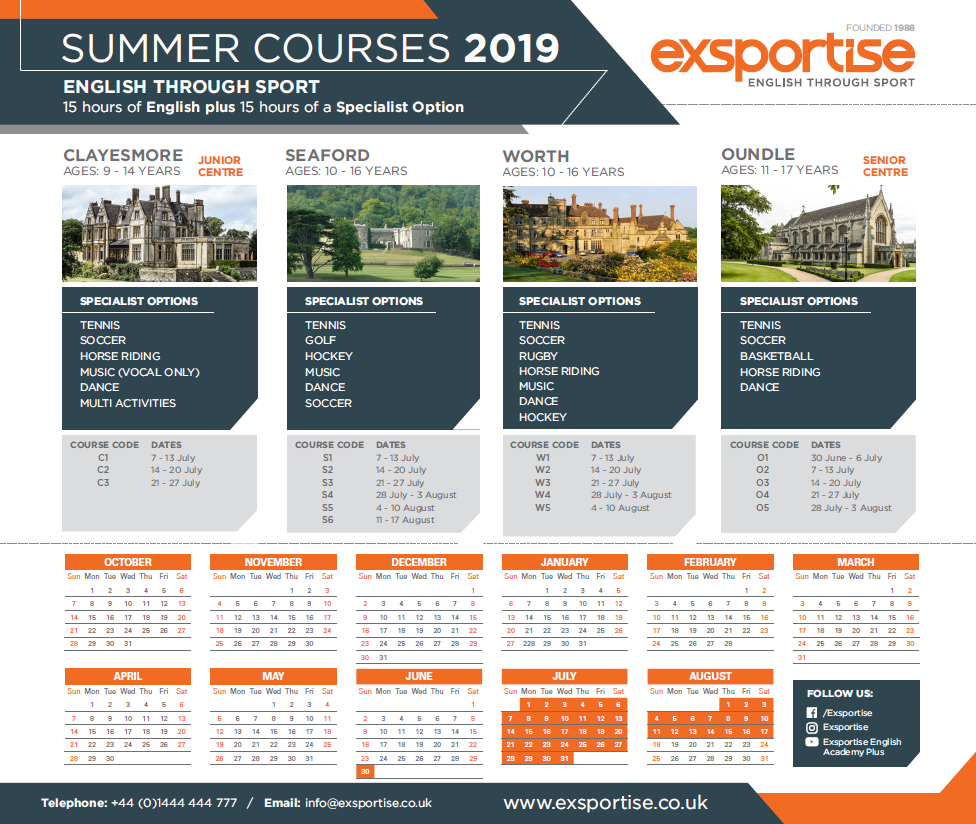 SUMMER COURSES 2019
ENGLISH THROUGH SPORT
15 hours of English plus 15 hours of a Specialist Option
FOUNDED 1988
exsportise
ENGLISH THROUGH SPORT
CLAYESMORE
AGES: 9 - 14 YEARS
JUNIOR
CENTRE
SPECIALIST OPTIONS
TENNIS
SOCCER
HORSE RIDING
MUSIC (VOCAL ONLY)
DANCE
MULTI ACTIVITIES
COURSE CODE DATES
C1 7 - 13 July
C2 14 - 20 July
C3 21 - 27 July
SEAFORD
AGES: 10 - 16 YEARS
SPECIALIST OPTIONS
TENNIS
GOLF
HOCKEY
MUSIC
DANCE
SOCCER
COURSE CODE DATES
S1 7 - 13 July
S2 14 - 20 July
S3 21 - 27 July
S4 28 July - 3 August
S5 4 - 10 August
S6 11 - 17 August
WORTH
AGES: 10 - 16 YEARS
SPECIALIST OPTIONS
TENNIS
SOCCER
RUGBY
HORSE RIDING
MUSIC
DANCE
HOCKEY
COURSE CODE DATES
W1 7 - 13 July
W2 14 - 20 July
W3 21 - 27 July
W4 28 July - 3 August
W5 4 - 10 August
OUNDLE
AGES: 11 - 17 YEARS
SENIOR
CENTRE
SPECIALIST OPTIONS
TENNIS
SOCCER
BASKETBALL
HORSE RIDING
DANCE
COURSE CODE DATES
O1 30 June - 6 July
O2 7 - 13 July
O3 14 - 20 July
O4 21 - 27 July
O5 28 July - 3 August
OCTOBER
Sun Mon Tue Wed Thu Fri Sat
1 2 3 4 5 6
7 8 9 10 11 12 13
14 15 16 17 18 19 20
21 22 23 24 25 26 27
28 29 30 31
NOVEMBER
Sun Mon Tue Wed Thu Fri Sat
1 2 3
4 5 6 7 8 9 10
11 12 13 14 15 16 17
18 19 20 21 22 23 24
25 26 27 28 29 30
DECEMBER
Sun Mon Tue Wed Thu Fri Sat
1
2 3 4 5 6 7 8
9 10 11 12 13 14 15
16 17 18 19 20 21 22
23 24 25 26 27 28 29
30 31
JANUARY
Sun Mon Tue Wed Thu Fri Sat
1 2 3 4 5
6 7 8 9 10 11 12
13 14 15 16 17 18 19
20 21 22 23 24 25 26
27 228 29 30 31
FEBRUARY
Sun Mon Tue Wed Thu Fri Sat
1 2
3 4 5 6 7 8 9
10 11 12 13 14 15 16
17 18 19 20 21 22 23
24 25 26 27 28
MARCH
Sun Mon Tue Wed Thu Fri Sat
1 2
3 4 5 6 7 8 9
10 11 12 13 14 15 16
17 18 19 20 21 22 23
24 25 26 27 28 29 30
31
APRIL
Sun Mon Tue Wed Thu Fri Sat
1 2 3 4 5 6
7 8 9 10 11 12 13
14 15 16 17 18 19 20
21 22 23 24 25 26 27
28 29 30
MAY
Sun Mon Tue Wed Thu Fri Sat
1 2 3 4
5 6 7 8 9 10 11
12 13 14 15 16 17 18
19 20 21 22 23 24 25
26 27 28 29 30 31
JUNE
Sun Mon Tue Wed Thu Fri Sat
1
2 3 4 5 6 7 8
9 10 11 12 13 14 15
16 17 18 19 20 21 22
23 24 25 26 27 28 29
30
JULY
Sun Mon Tue Wed Thu Fri Sat
1 2 3 4 5 6
7 8 9 10 11 12 13
14 15 16 17 18 19 20
21 22 23 24 25 26 27
28 29 30 31
AUGUST
Sun Mon Tue Wed Thu Fri Sat
1 2 3
4 5 6 7 8 9 10
11 12 13 14 15 16 17
18 19 20 21 22 23 24
25 26 27 28 29 30 31
FOLLOW US:
/Exsportise
Exsportise
Exsportise English
Academy Plus
Telephone: +44 (0)1444 444 777 / Email: info@exsportise.co.uk
www.exsportise.co.uk